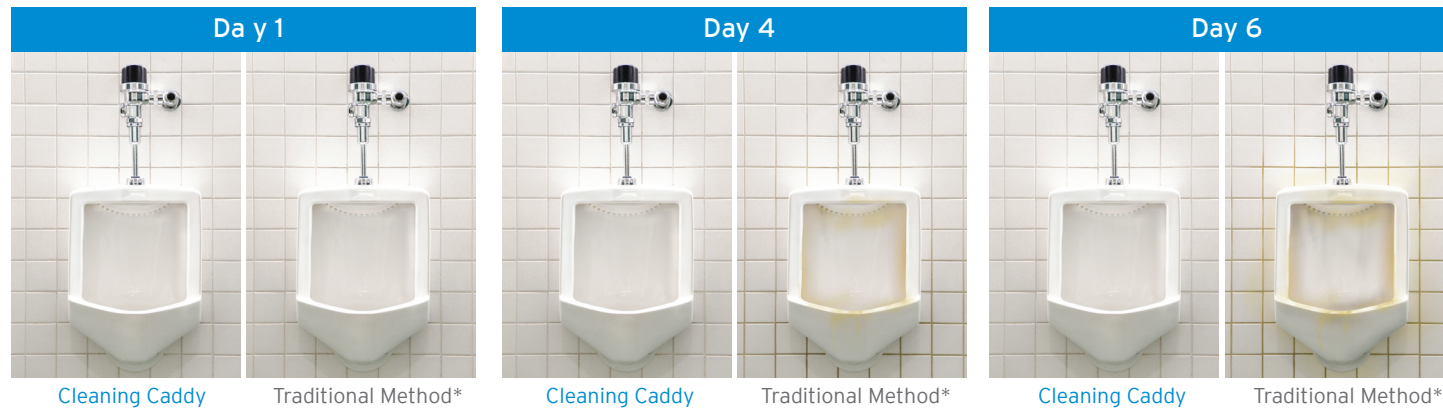 Da y 1
Day 4
Day 6
Cleaning Caddy
Traditional Method*
Cleaning Caddy
Traditional Method*
Cleaning Caddy
Traditional Method*